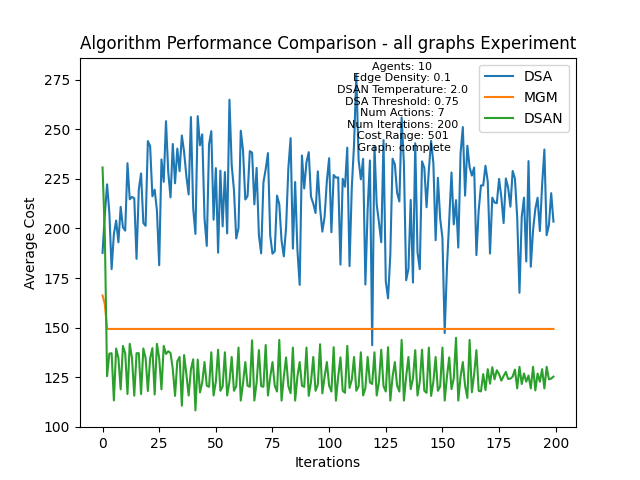 Algorithm Performance Comparison - all graphs Experiment
Agents: 10
Edge Density: 0.1
DSAN Temperature: 2.0
DSA Threshold: 0.75
Num Actions: 7
Num Iterations: 200
Cost Range: 501
Graph: complete
DSA
MGM
DSAN
Average Cost
275
250
225
200
175
150
125
100
0
25
50
75
100
125
150
175
200
Iterations